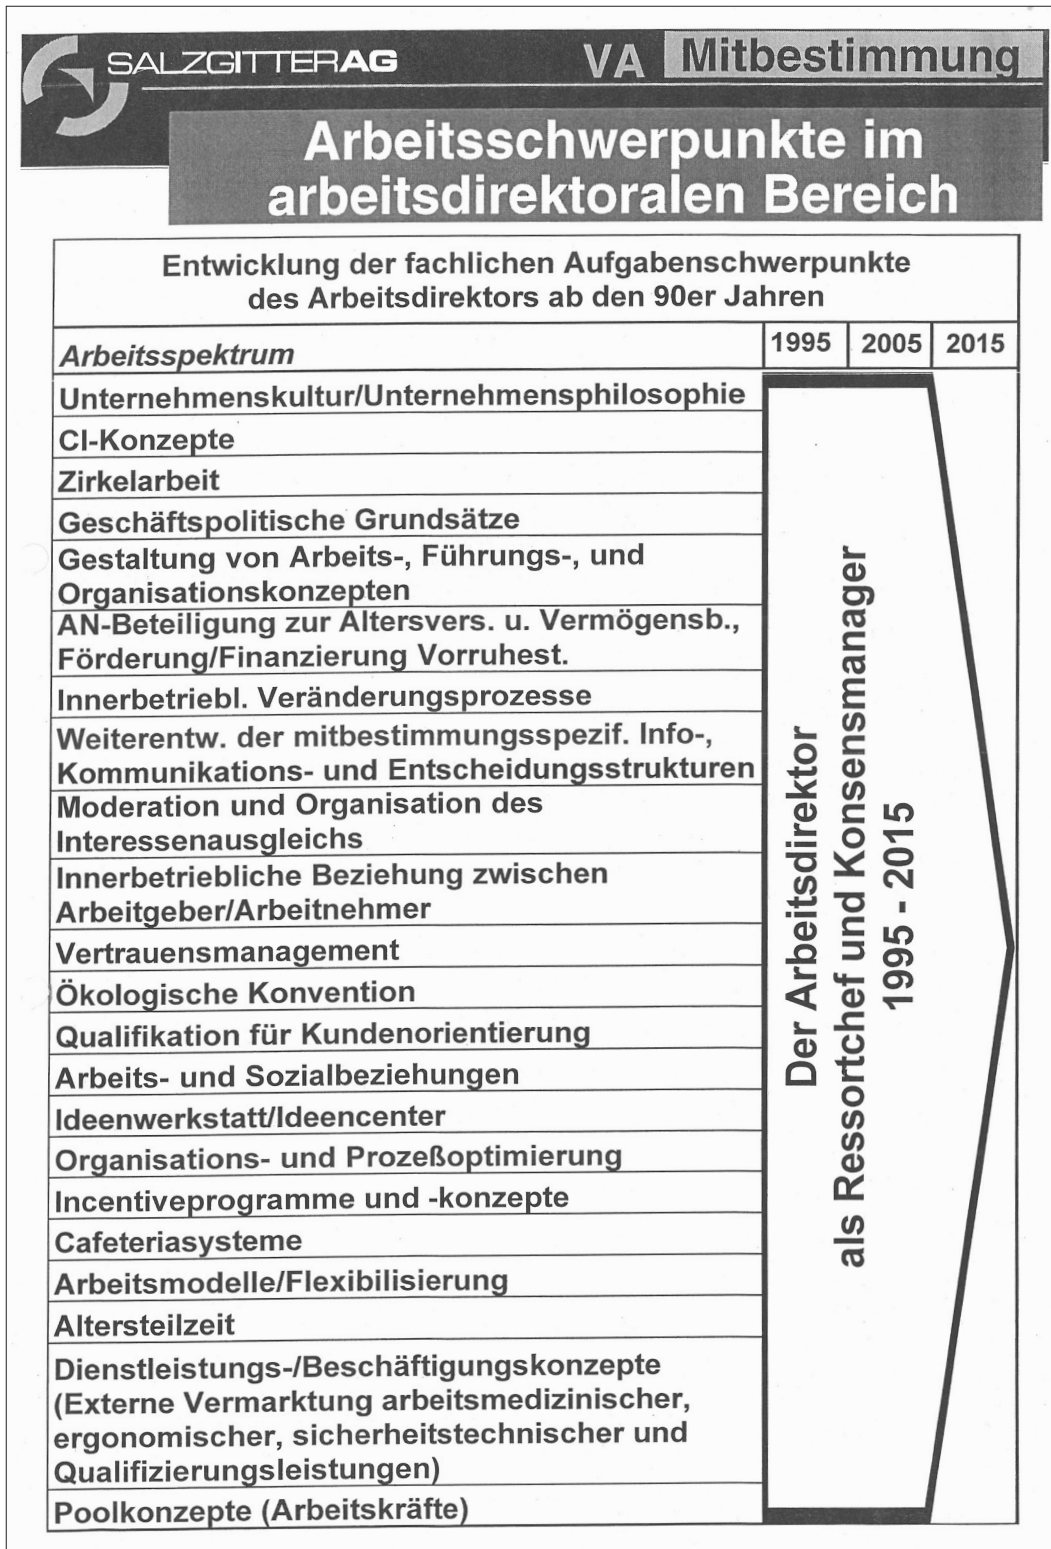 SALZGITTERAG
VA Mitbestimmung
Arbeitsschwerpunkte im
arbeitsdirektoralen Bereich
Entwicklung der fachlichen Aufgabenschwerpunkte
des Arbeitsdirektors ab den 90er Jahren
Arbeitsspektrum 1995 2005 2015
Unternehmenskultur/Unternehmensphilosophie
CI-Konzepte
Zirkelarbeit
Geschäftspolitische Grundsätze
Gestaltung von Arbeits-, Führungs-, und
Organisationskonzepten
AN-Beteiligung zur Altersvers. u. Vermögensb.,
Förderung/Finanzierung Vorruhest.
Innerbetriebl. Veränderungsprozesse
Weiterentw. der mitbestimmungsspezif. Info-,
Kommunikations- und Entscheidungsstrukturen
Moderation und Organisation des
Interessenausgleichs
Innerbetriebliche Beziehung zwischen
Arbeitgeber/Arbeitnehmer
Vertrauensmanagement
Ökologische Konvention
Qualifikation für Kundenorientierung
Arbeits- und Sozialbeziehungen
Ideenwerkstatt/Ideencenter
Organisations- und Prozeßoptimierung
Incentiveprogramme und -konzepte
Cafeteriasysteme
Arbeitsmodelle/Flexibilisierung
Altersteilzeit
Dienstleistungs-/Beschäftigungskonzepte
(Externe Vermarktung arbeitsmedizinischer,
ergonomischer, sicherheitstechnischer und
Qualifizierungsleistungen)
Poolkonzepte (Arbeitskräfte)
Der Arbeitsdirektor
als Ressortchef und Konsensmanager
1995 - 2015